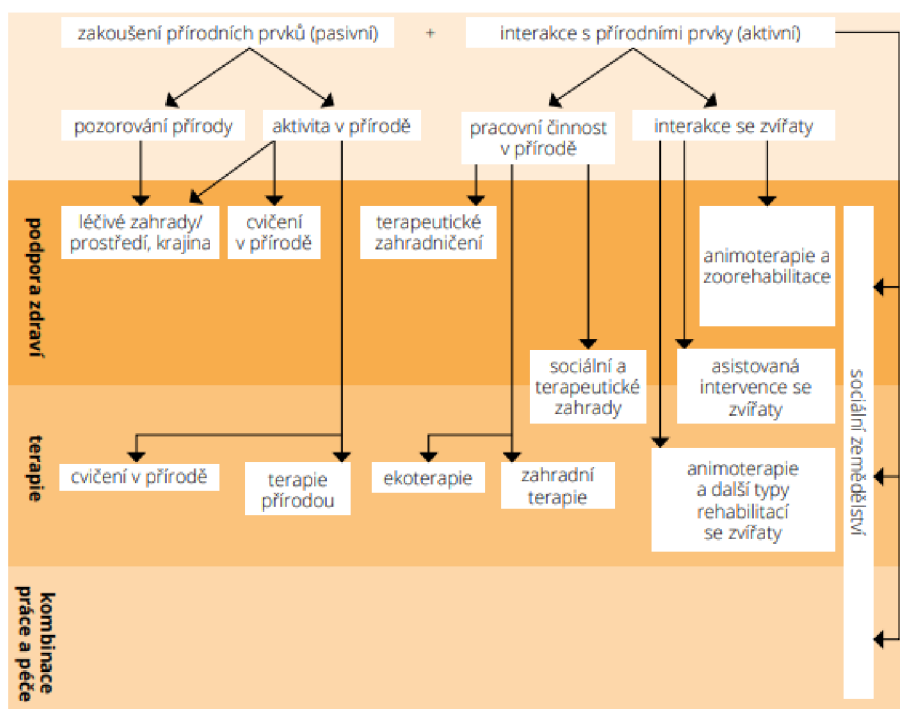 zakoušení přírodních prvků (pasivní)
+
interakce s přírodními prvky (aktivní)
pozorování přírody
aktivita v přírodě
pracovní činnost
v přírodě
interakce se zvířaty
podpora zdraví
léčivé zahrady/
prostředí, krajina
cvičení
v přírodě
terapeutické
zahradničení
animoterapie a
zoorehabilitace
sociální a
terapeutické
zahrady
asistovaná
intervence se
zvířaty
sociální zemědělství
terapie
cvičení v přírodě
terapie
přírodou
ekoterapie
zahradní
terapie
animoterapie
a další typy
rehabilitací
se zvířaty
kombinace
práce a péče